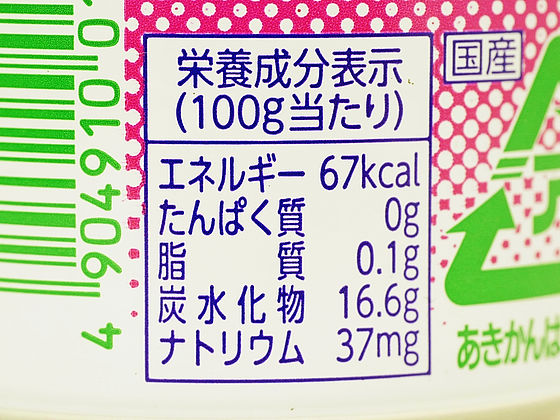 栄養成分表示
(100g当たり)
エネルギー 67kcal
たんぱく質 0g
脂質 0.1g
炭水化物 16.6g
ナトリウム 37mg
国産
4 904910 0
あきかんは